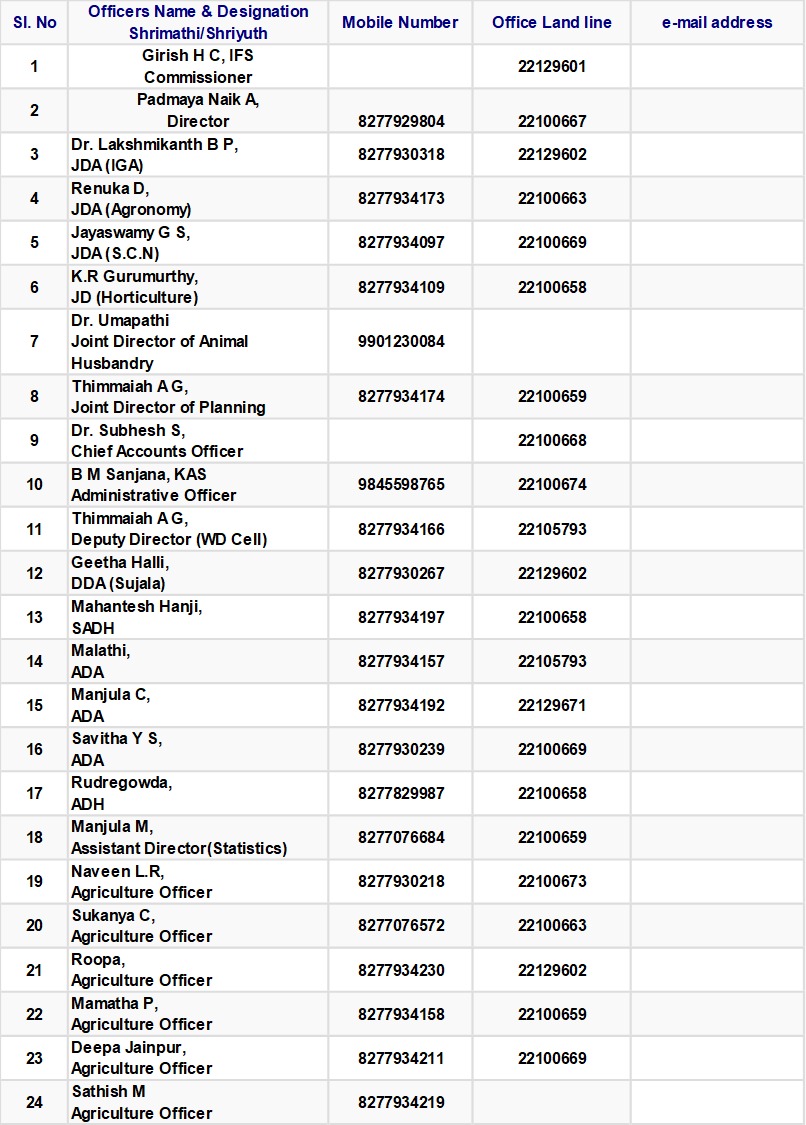 Sl. No Officers Name & Designation Mobile Number Office Land line e-mail address
Shrimathi/Shriyuth
1 Girish H C, IFS 22129601
Commissioner
2 Padmaya Naik A,
Director 8277929804 22100667
3 Dr. Lakshmikanth B P, 8277930318 22129602
JDA (IGA)
4 Renuka D, 8277934173 22100663
JDA (Agronomy)
5 Jayaswamy G S, 8277934097 22100669
JDA (S.C.N)
6 K.R Gurumurthy, 8277934109 22100658
JD (Horticulture)
Dr. Umapathi
7 Joint Director of Animal 9901230084
Husbandry
8 Thimmaiah A G, 8277934174 22100659
Joint Director of Planning
9 Dr. Subhesh S, 22100668
Chief Accounts Officer
10 B M Sanjana, KAS 9845598765 22100674
Administrative Officer
11 Thimmaiah A G, 8277934166 22105793
Deputy Director (WD Cell)
12 Geetha Halli, 8277930267 22129602
DDA (Sujala)
13 Mahantesh Hanji, 8277934197 22100658
SADH
14 Malathi, 8277934157 22105793
ADA
15 Manjula C, 8277934192 22129671
ADA
16 Savitha Y S, 8277930239 22100669
ADA
17 Rudregowda, 8277829987 22100658
ADH
18 Manjula M, 8277076684 22100659
Assistant Director(Statistics)
19 Naveen L.R, 8277930218 22100673
Agriculture Officer
20 Sukanya C, 8277076572 22100663
Agriculture Officer
21 Roopa, 8277934230 22129602
Agriculture Officer
22 Mamatha P, 8277934158 22100659
Agriculture Officer
23 Deepa Jainpur, 8277934211 22100669
Agriculture Officer
24 Sathish M 8277934219
Agriculture Officer